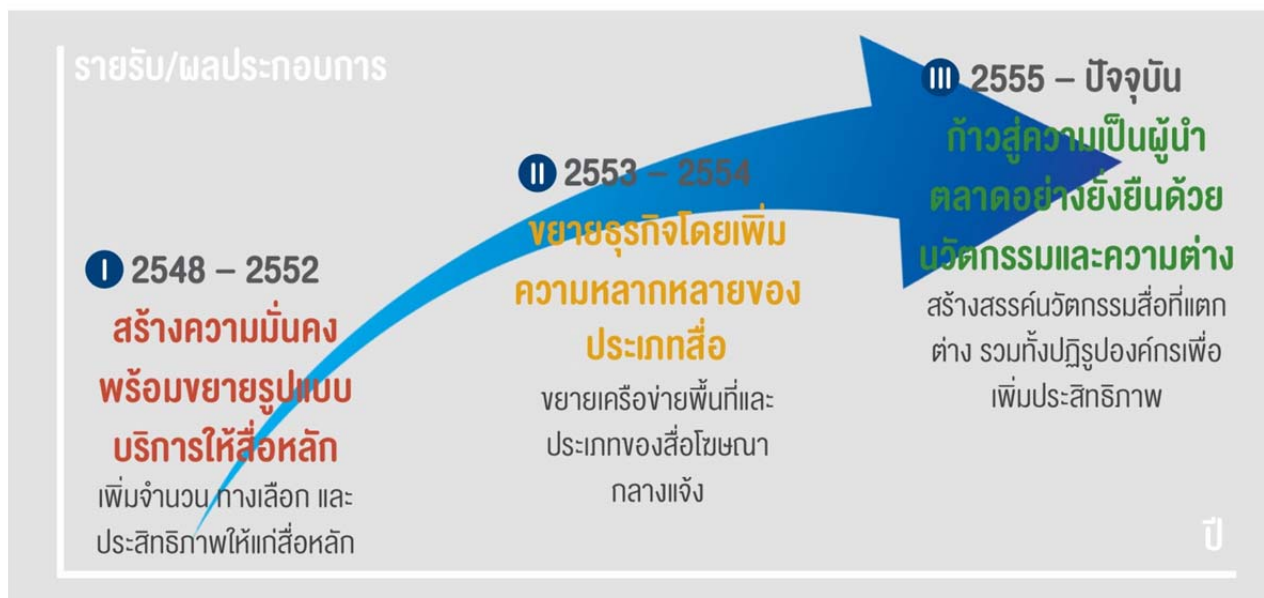 รายรับ/ผลประกอบการ
I 2548 – 2552
สร้างความมั่นคง
พร้อมขยายรูปแบบ
บริการให้สื่อหลัก
เพิ่มจำนวน ทางเลือก และ
ประสิทธิภาพให้แก่สื่อหลัก
II 2553 – 2554
ขยายธุรกิจโดยเพิ่ม
ความหลากหลายของ
ประเภทสื่อ
ขยายเครือข่ายพื้นที่และ
ประเภทของสื่อโฆษณา
กลางแจ้ง
III 2555 – ปัจจุบัน
ก้าวสู่ความเป็นผู้นำ
ตลาดอย่างยั่งยืนด้วย
นวัตกรรมและความต่าง
สร้างสรรค์นวัตกรรมสื่อที่แตก
ต่าง รวมทั้งปฏิรูปองค์กรเพื่อ
เพิ่มประสิทธิภาพ
ปี